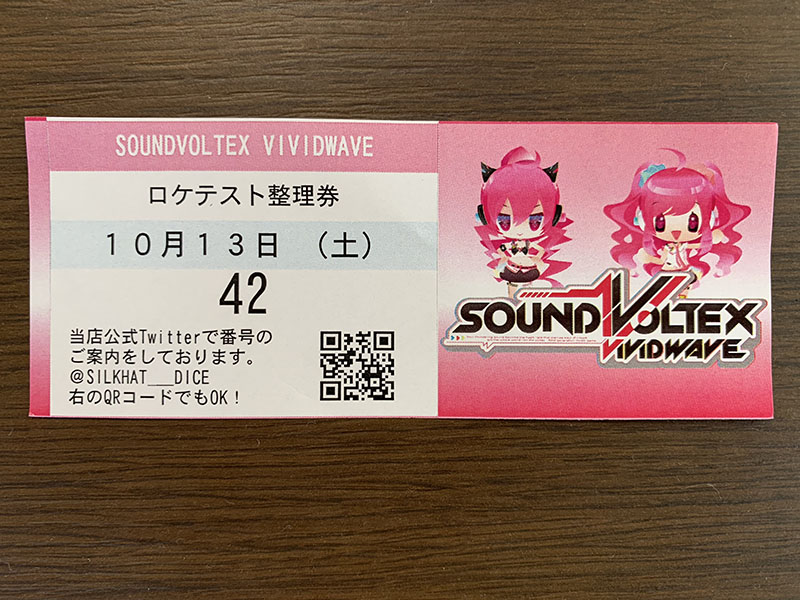 SOUNDVOLTEX VIVIDWAVE
ロケテスト整理券
10月13日 (土)
42
当店公式Twitterで番号の
ご案内をしております。
@SILKHAT___DICE
右のQRコードでもOK!
SOUND VOLTEX
VIVIDWAVE